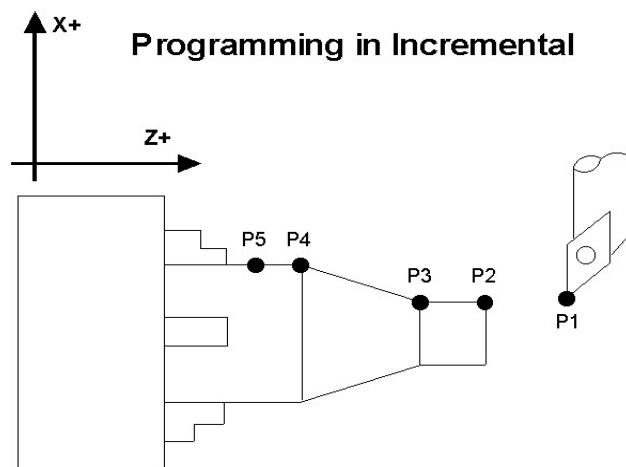 X+
Programming in Incremental
Z+
P5 P4
P3 P2
P1